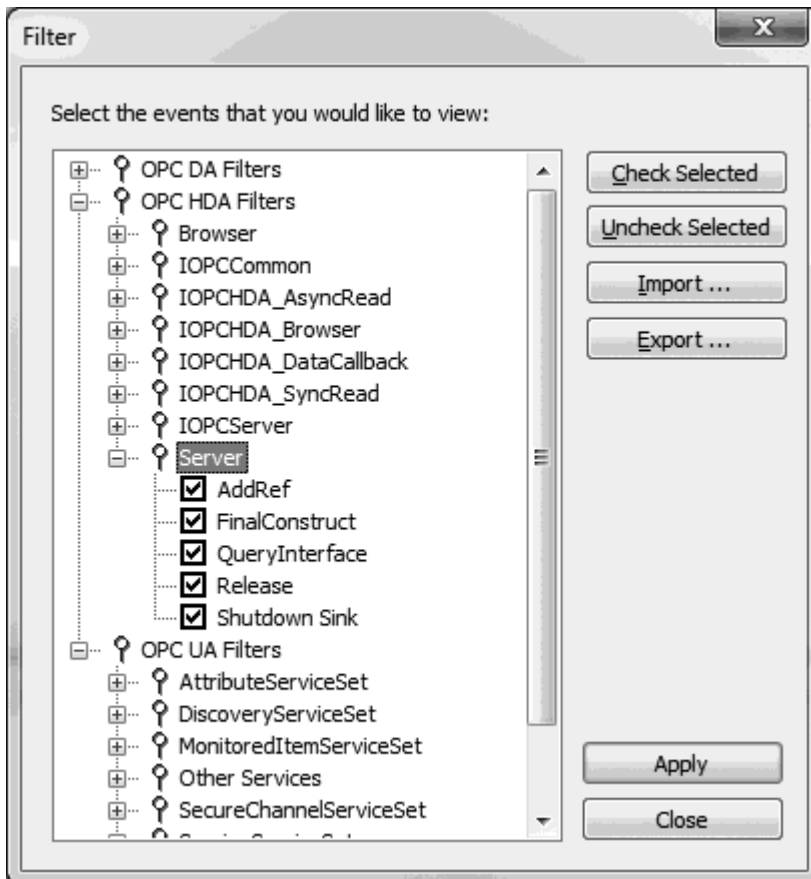 Filter
Select the events that you would like to view:
OPC DA Filters
OPC HDA Filters
Browser
IOPCCommon
IOPCHDA_AsyncRead
IOPCHDA_Browser
IOPCHDA_DataCallback
IOPCHDA_SyncRead
IOPCServer
Server
AddRef
FinalConstruct
QueryInterface
Release
Shutdown Sink
OPC UA Filters
AttributeServiceSet
DiscoveryServiceSet
MonitoredItemServiceSet
Other Services
SecureChannelServiceSet
Check Selected
Uncheck Selected
Import ...
Export ...
Apply
Close